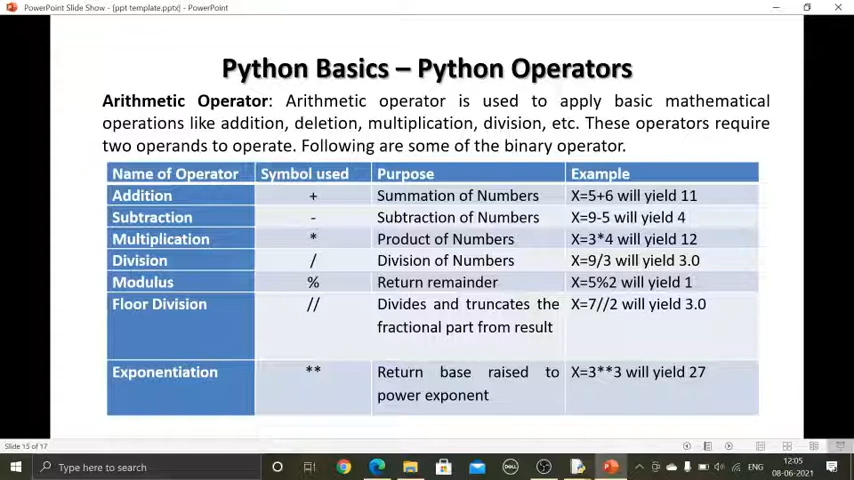 PowerPoint Slide Show - [ppt template.pptx] - PowerPoint
Python Basics – Python Operators
Arithmetic Operator: Arithmetic operator is used to apply basic mathematical
operations like addition, deletion, multiplication, division, etc. These operators require
two operands to operate. Following are some of the binary operator.
Name of Operator Symbol used Purpose Example
Addition + Summation of Numbers X=5+6 will yield 11
Subtraction - Subtraction of Numbers X=9-5 will yield 4
Multiplication * Product of Numbers X=3*4 will yield 12
Division / Division of Numbers X=9/3 will yield 3.0
Modulus % Return remainder X=5%2 will yield 1
Floor Division // Divides and truncates the X=7//2 will yield 3.0
fractional part from result
Exponentiation ** Return base raised to X=3**3 will yield 27
power exponent
Slide 15 of 17
Type here to search
DELL
ENG
12:05
08-06-2021